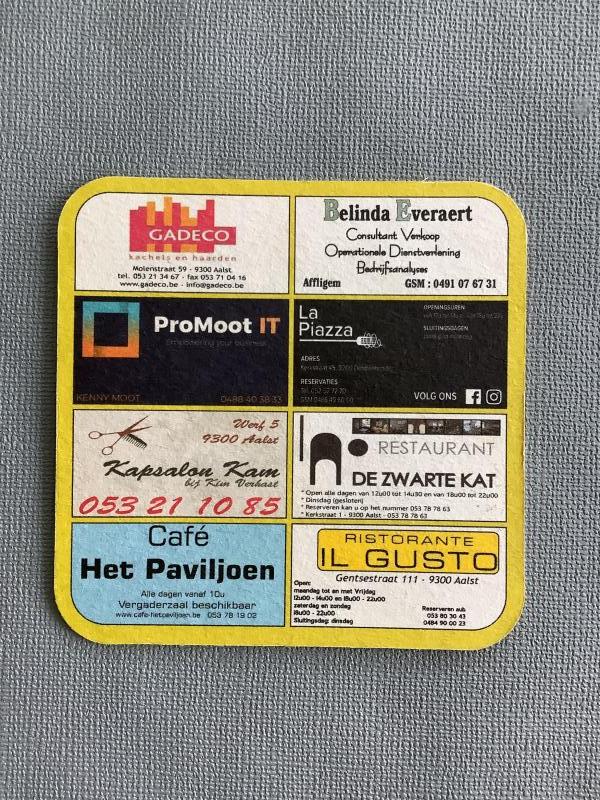 GADECO
kachels en haarden
Molenstraat 59 - 9300 Aalst
tel. 053 21 34 67 - fax 053 71 04 16
www.gadeco.be - info@gadeco.be
Belinda Everaert
Consultant Verkoop
Operationele Dienstverlening
Bedrijfsanalyses
Affligem GSM : 0491 07 67 31
ProMoot IT
Empowering your business
KENNY MOOT 0488 40 38 33
La
Piazza
OPENINGSUREN
SLUITINGSDAGEN
ADRES
RESERVATIES
VOLG ONS
Werf 5
9300 Aalst
Kapsalon Kam
bij Kim Verhast
053 21 10 85
RESTAURANT
DE ZWARTE KAT
* Open alle dagen van 12u00 tot 14u30 en van 18u00 tot 22u00
* Dinsdag (gesloten)
* Reserveren kan u op het nummer 053 78 78 63
* Kerkstraat 1 - 9300 Aalst - 053 78 78 63
Café
Het Paviljoen
Alle dagen vanaf 10u
Vergaderzaal beschikbaar
www.cafe-hetpaviljoen.be 053 78 19 02
RISTORANTE
IL GUSTO
Gentsestraat 111 - 9300 Aalst
Open:
maandag tot en met Vrijdag
12u00 - 14u00 en 18u00 - 22u00
zaterdag en zondag
18u00 - 22u00
Sluitingsdag: dinsdag
Reserveren aub
053 80 30 43
0484 90 00 23